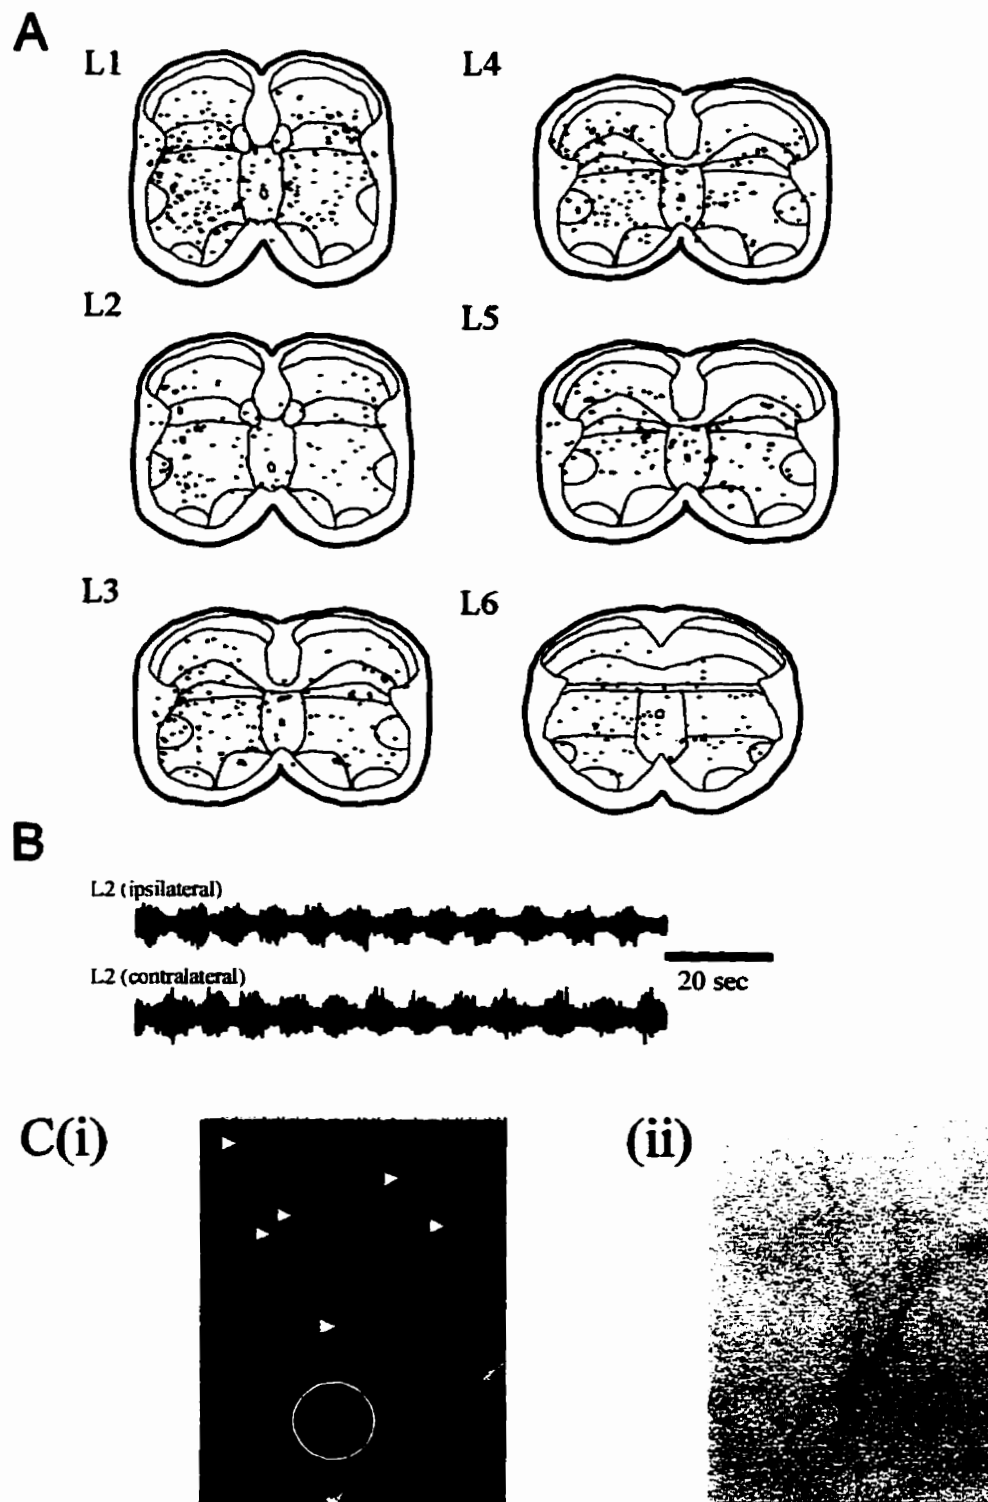 A
L1
L4
L2
L5
L3
L6
B
L2 (ipsilateral)
L2 (contralateral)
20 sec
C(i)
(ii)